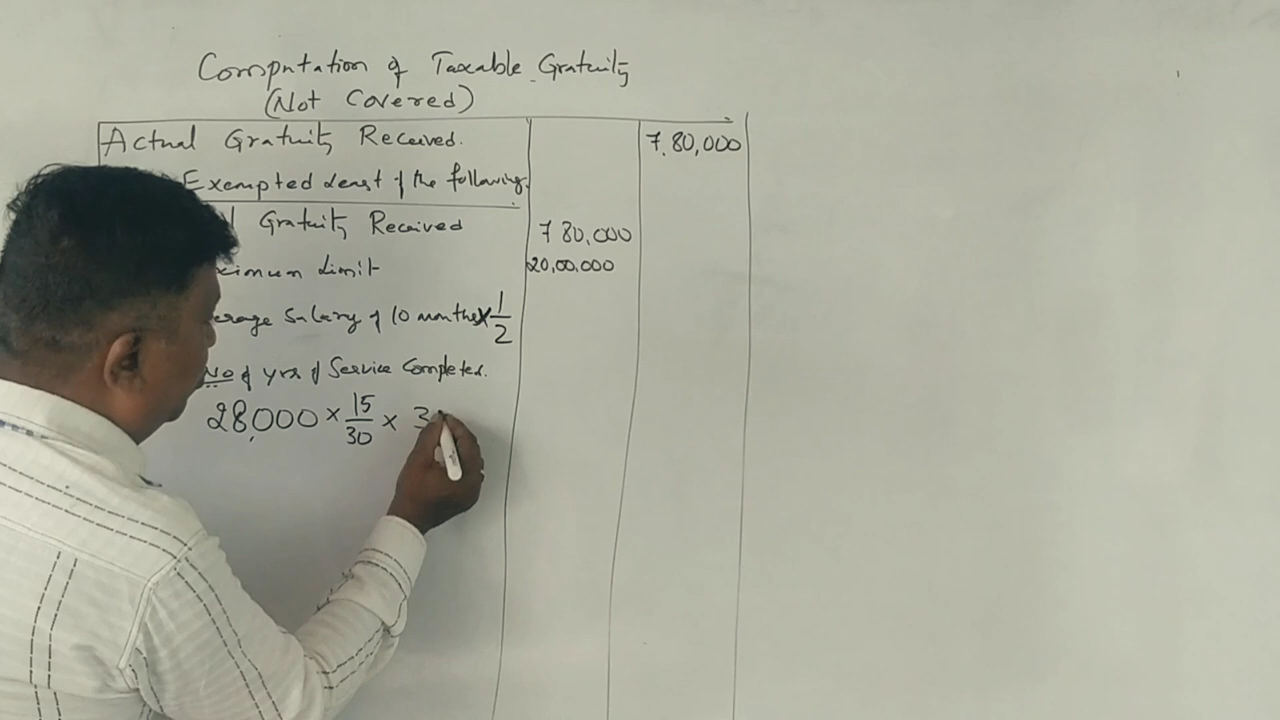 Computation of Taxable Gratuity
(Not Covered)
Actual Gratuity Received. 7,80,000
Exempted Least of the following.
Gratuity Received 780,000
Limit 20,00,000
Salary of 10 months x 1/2
No of yrs of Service Completed.
28,000 x 15/30 x 3